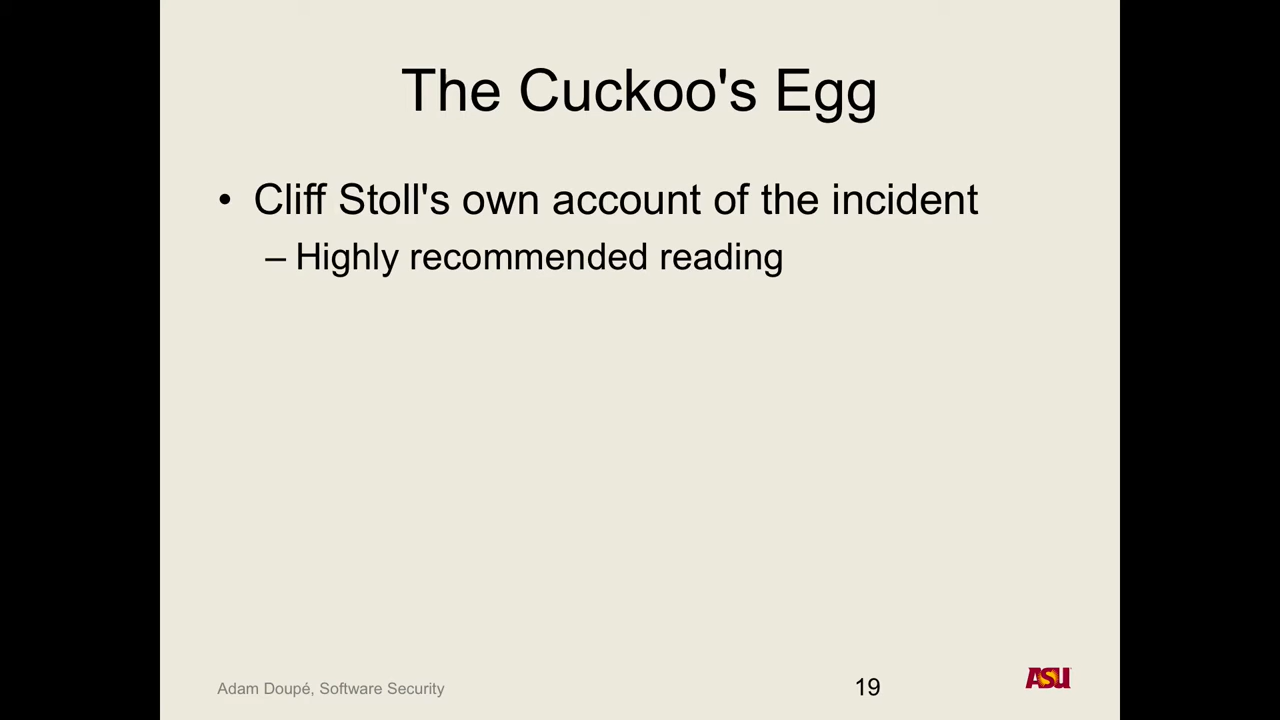 The Cuckoo's Egg
• Cliff Stoll's own account of the incident
– Highly recommended reading
Adam Doupé, Software Security
19
ASU